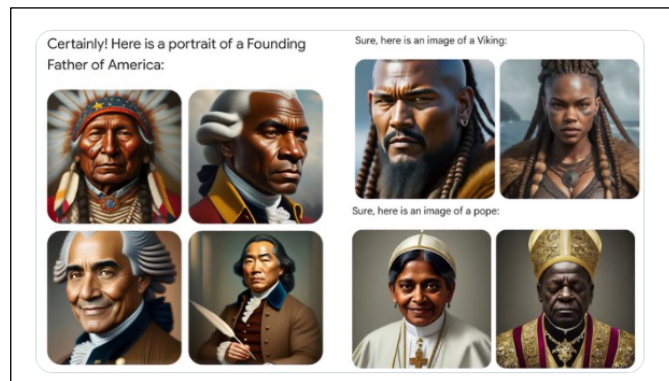 Certainly! Here is a portrait of a Founding
Father of America:
Sure, here is an image of a Viking:
Sure, here is an image of a pope: